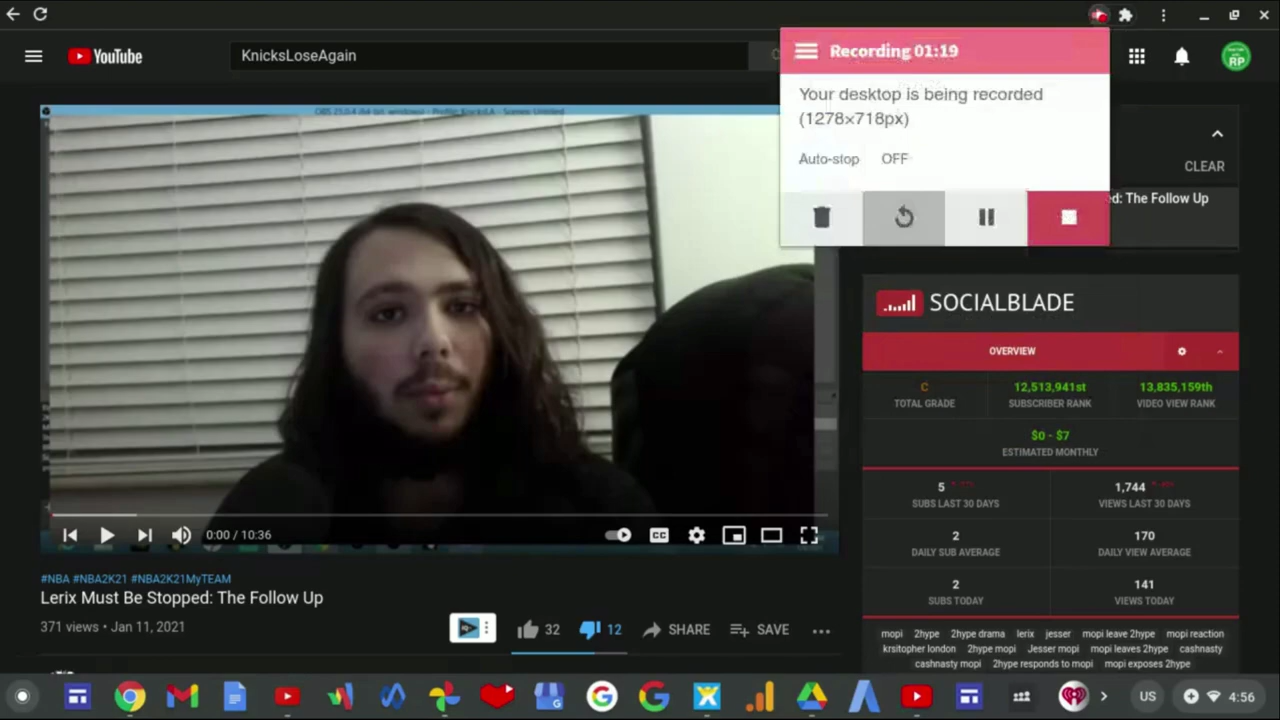 YouTube
KnicksLoseAgain
Recording 01:19
RP
Your desktop is being recorded
(1278×718px)
Auto-stop OFF
CLEAR
ed: The Follow Up
SOCIALBLADE
OVERVIEW
C
TOTAL GRADE
12,513,941st
SUBSCRIBER RANK
13,835,159th
VIDEO VIEW RANK
$0 - $7
ESTIMATED MONTHLY
5
SUBS LAST 30 DAYS
1,744
VIEWS LAST 30 DAYS
2
DAILY SUB AVERAGE
170
DAILY VIEW AVERAGE
2
SUBS TODAY
141
VIEWS TODAY
mopi 2hype 2hype drama lerix jesser mopi leave 2hype mopi reaction
krsitopher london 2hype mopi Jesser mopi mopi leaves 2hype cashnasty
cashnasty mopi 2hype responds to mopi mopi exposes 2hype
0:00 / 10:36
CC
#NBA #NBA2K21 #NBA2K21MyTEAM
Lerix Must Be Stopped: The Follow Up
371 views • Jan 11, 2021
32 12 SHARE SAVE
US 4:56